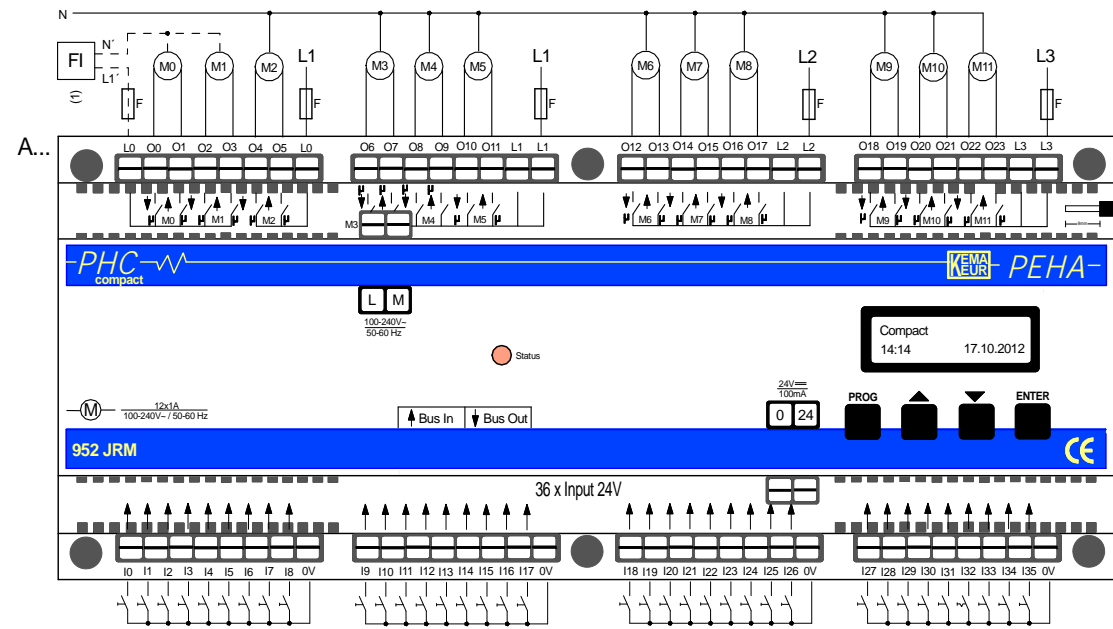 N
FI N´
L1´
(1)
M0 M1 M2 L1 M3 M4 M5 L1 M6 M7 M8 L2 M9 M10 M11 L3
F F F F F
A...
L0 O0 O1 O2 O3 O4 O5 L0 O6 O7 O8 O9 O10 O11 L1 L1 O12 O13 O14 O15 O16 O17 L2 L2 O18 O19 O20 O21 O22 O23 L3 L3
µ µ µ µ
M0 M1 M2 M3 M4 M5 M6 M7 M8 M9 M10 M11
PHC compact KEMA KEUR PEHA
L M
100-240V~
50-60 Hz
Status
Compact
14:14 17.10.2012
M 12x1A
100-240V~ / 50-60 Hz
Bus In Bus Out
24V
100mA
0 24
PROG ENTER
952 JRM CE
36 x Input 24V
I0 I1 I2 I3 I4 I5 I6 I7 I8 0V I9 I10 I11 I12 I13 I14 I15 I16 I17 0V I18 I19 I20 I21 I22 I23 I24 I25 I26 0V I27 I28 I29 I30 I31 I32 I33 I34 I35 0V